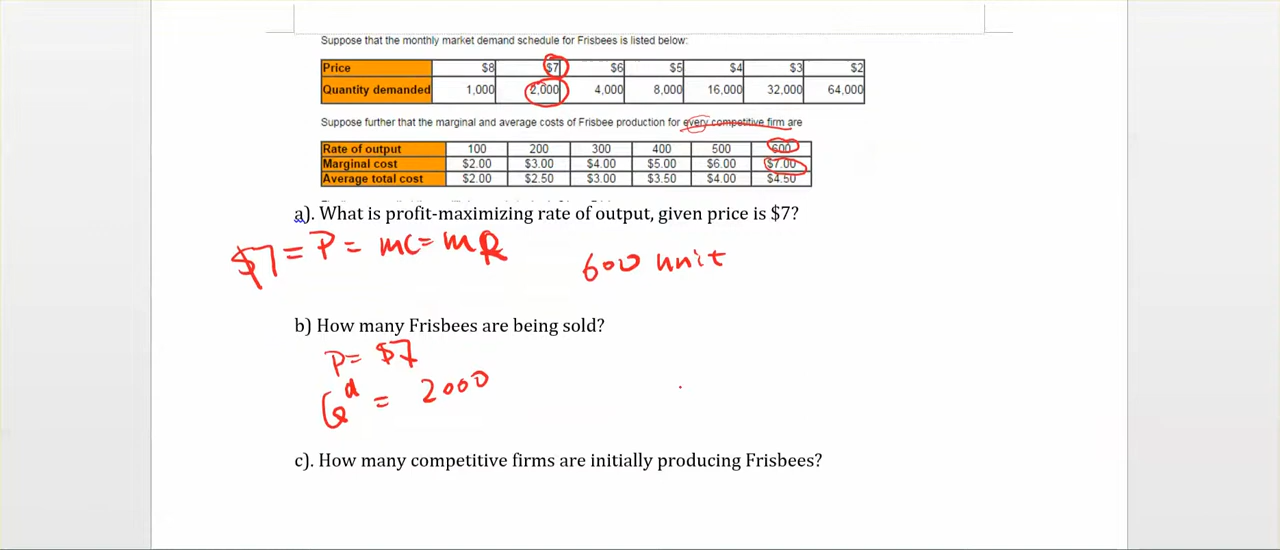 Suppose that the monthly market demand schedule for Frisbees is listed below:
Price $8 $7 $6 $5 $4 $3 $2
Quantity demanded 1,000 2,000 4,000 8,000 16,000 32,000 64,000
Suppose further that the marginal and average costs of Frisbee production for every competitive firm are
Rate of output 100 200 300 400 500 600
Marginal cost $2.00 $3.00 $4.00 $5.00 $6.00 $7.00
Average total cost $2.00 $2.50 $3.00 $3.50 $4.00 $4.50
a). What is profit-maximizing rate of output, given price is $7?
$7 = P = MC = MR 600 unit
b) How many Frisbees are being sold?
P = $7
Qd = 2000
c). How many competitive firms are initially producing Frisbees?